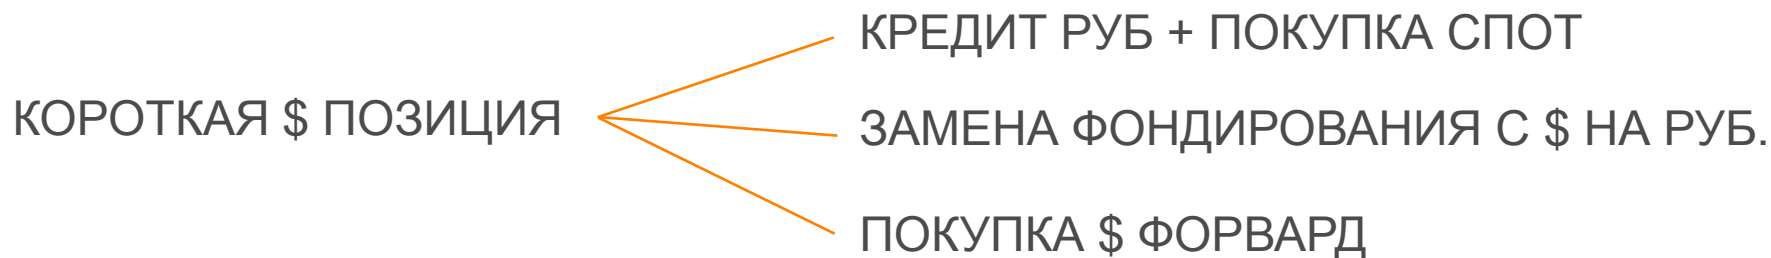 КРЕДИТ РУБ + ПОКУПКА СПОТ
КОРОТКАЯ $ ПОЗИЦИЯ
ЗАМЕНА ФОНДИРОВАНИЯ С $ НА РУБ.
ПОКУПКА $ ФОРВАРД